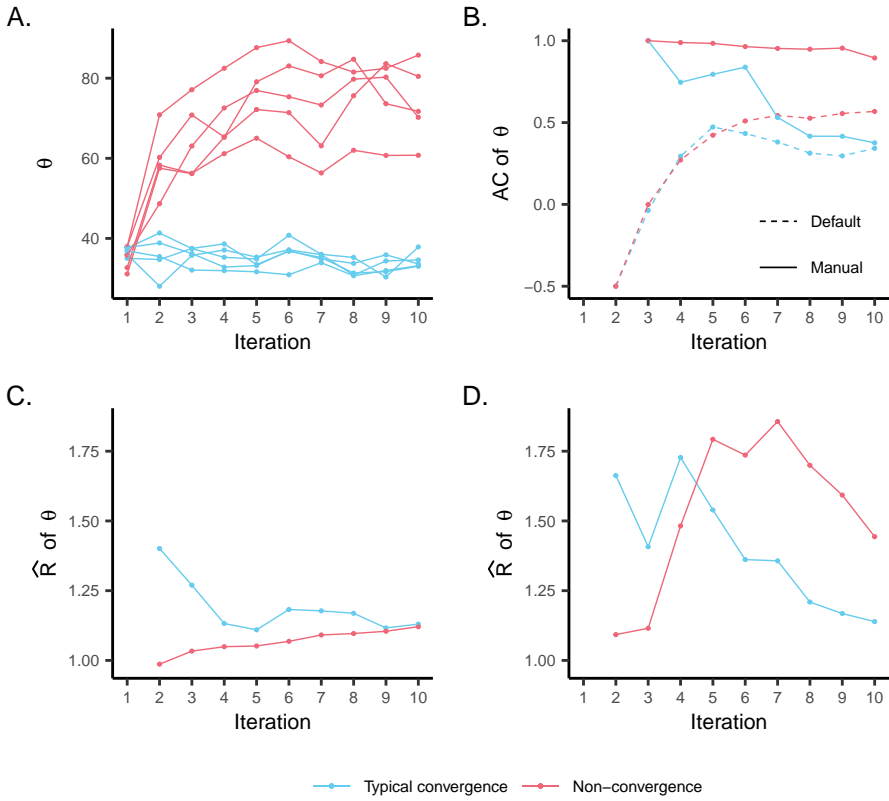 A.
θ
80
60
40
1 2 3 4 5 6 7 8 9 10
Iteration
B.
AC of θ
1.0
0.5
0.0
−0.5
Default
Manual
1 2 3 4 5 6 7 8 9 10
Iteration
C.
R̂ of θ
1.75
1.50
1.25
1.00
1 2 3 4 5 6 7 8 9 10
Iteration
D.
R̂ of θ
1.75
1.50
1.25
1.00
1 2 3 4 5 6 7 8 9 10
Iteration
Typical convergence Non−convergence